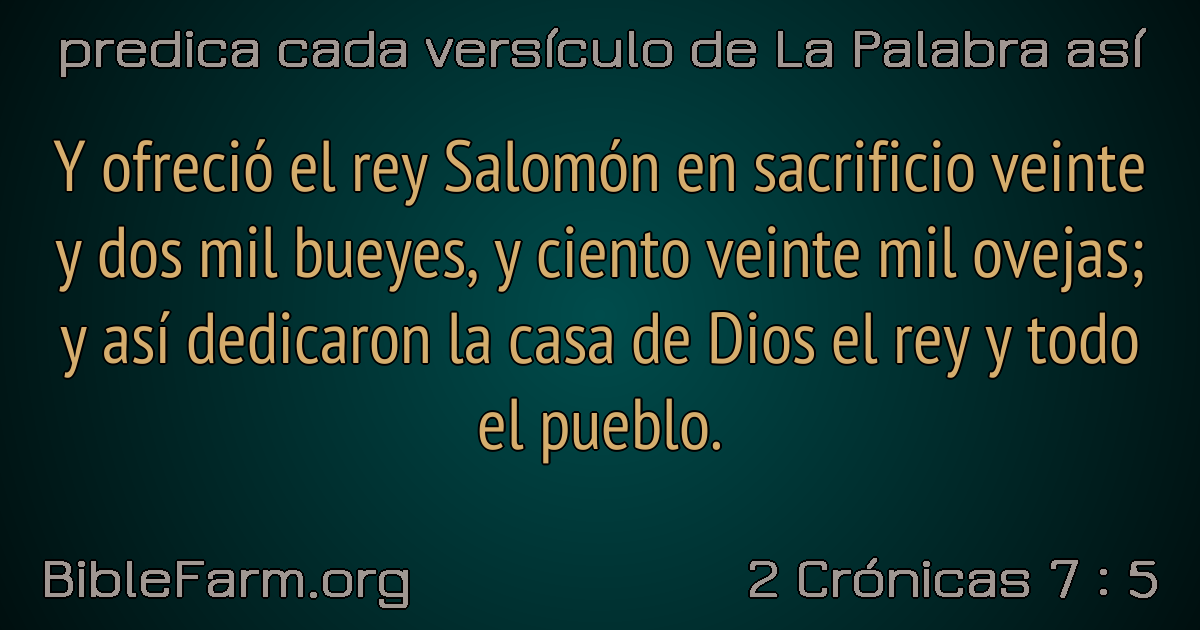 predica cada versículo de La Palabra así
Y ofreció el rey Salomón en sacrificio veinte
y dos mil bueyes, y ciento veinte mil ovejas;
y así dedicaron la casa de Dios el rey y todo
el pueblo.
BibleFarm.org
2 Crónicas 7 : 5